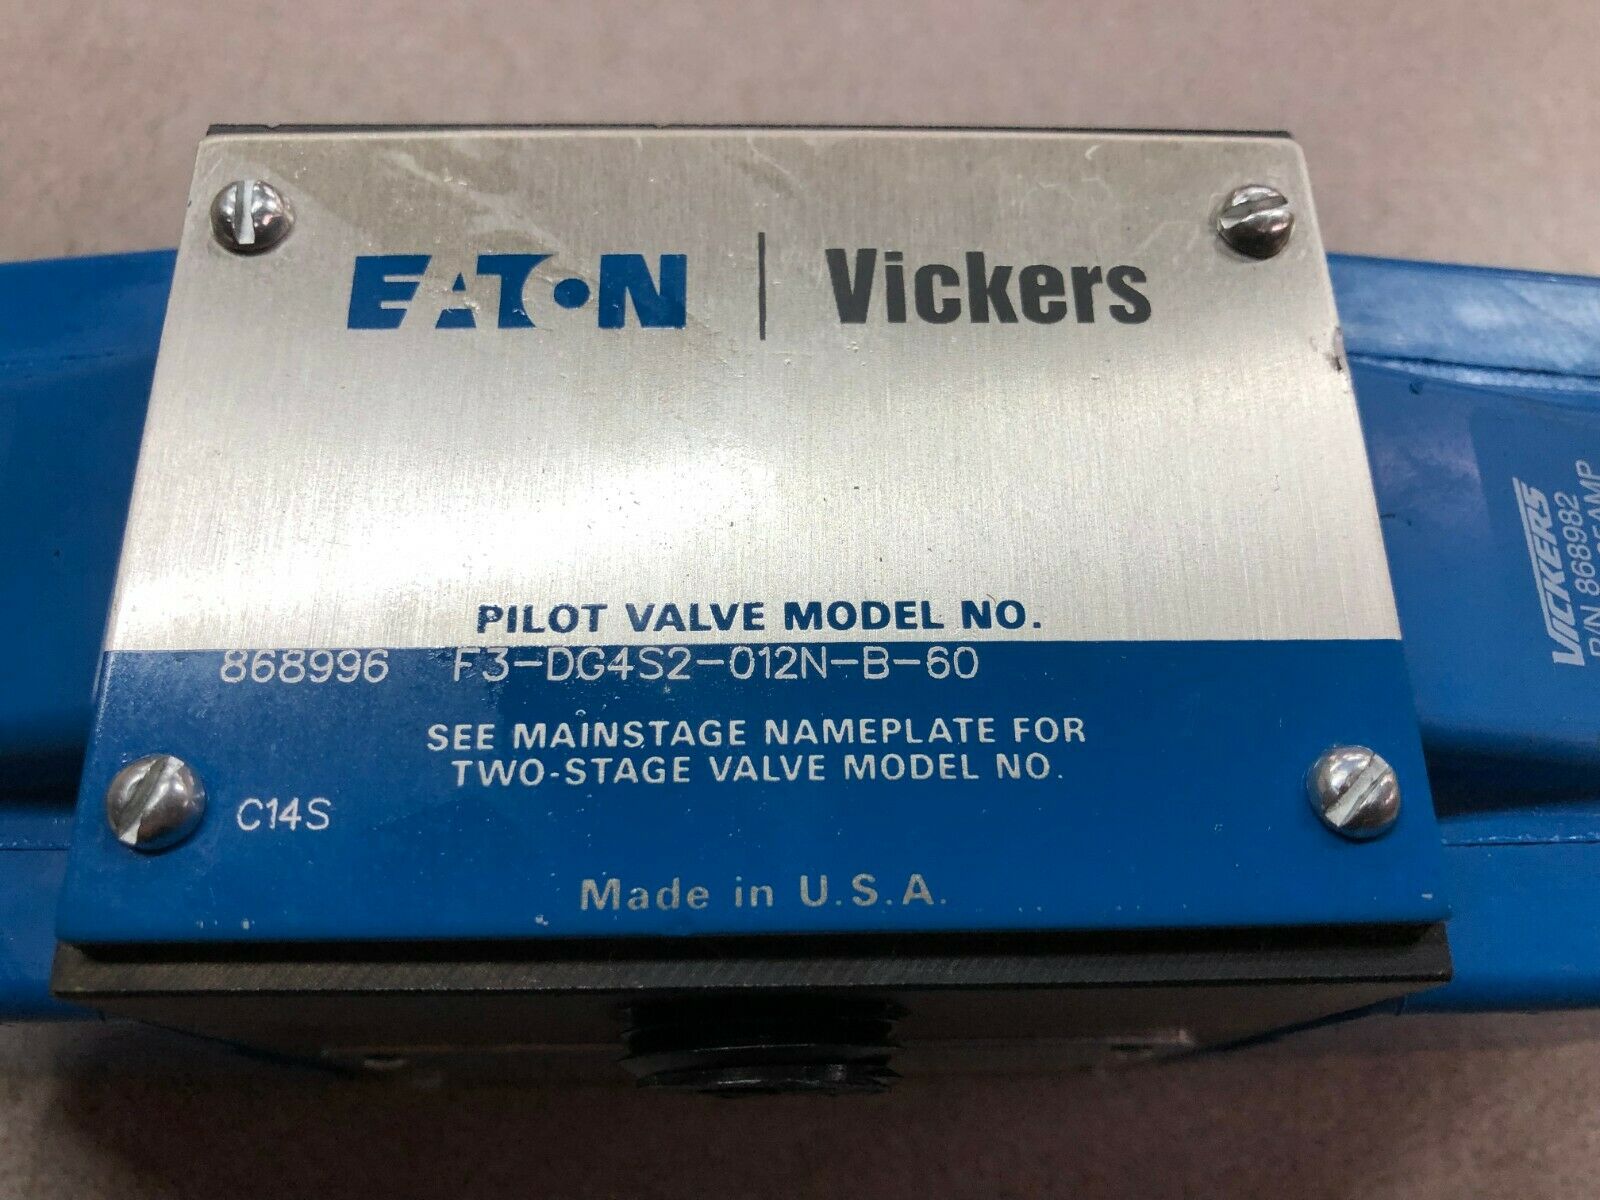 EATON | Vickers
PILOT VALVE MODEL NO.
868996 F3-DG4S2-012N-B-60
SEE MAINSTAGE NAMEPLATE FOR
TWO-STAGE VALVE MODEL NO.
C14S
Made in U.S.A.
VICKERS
P/N 868982